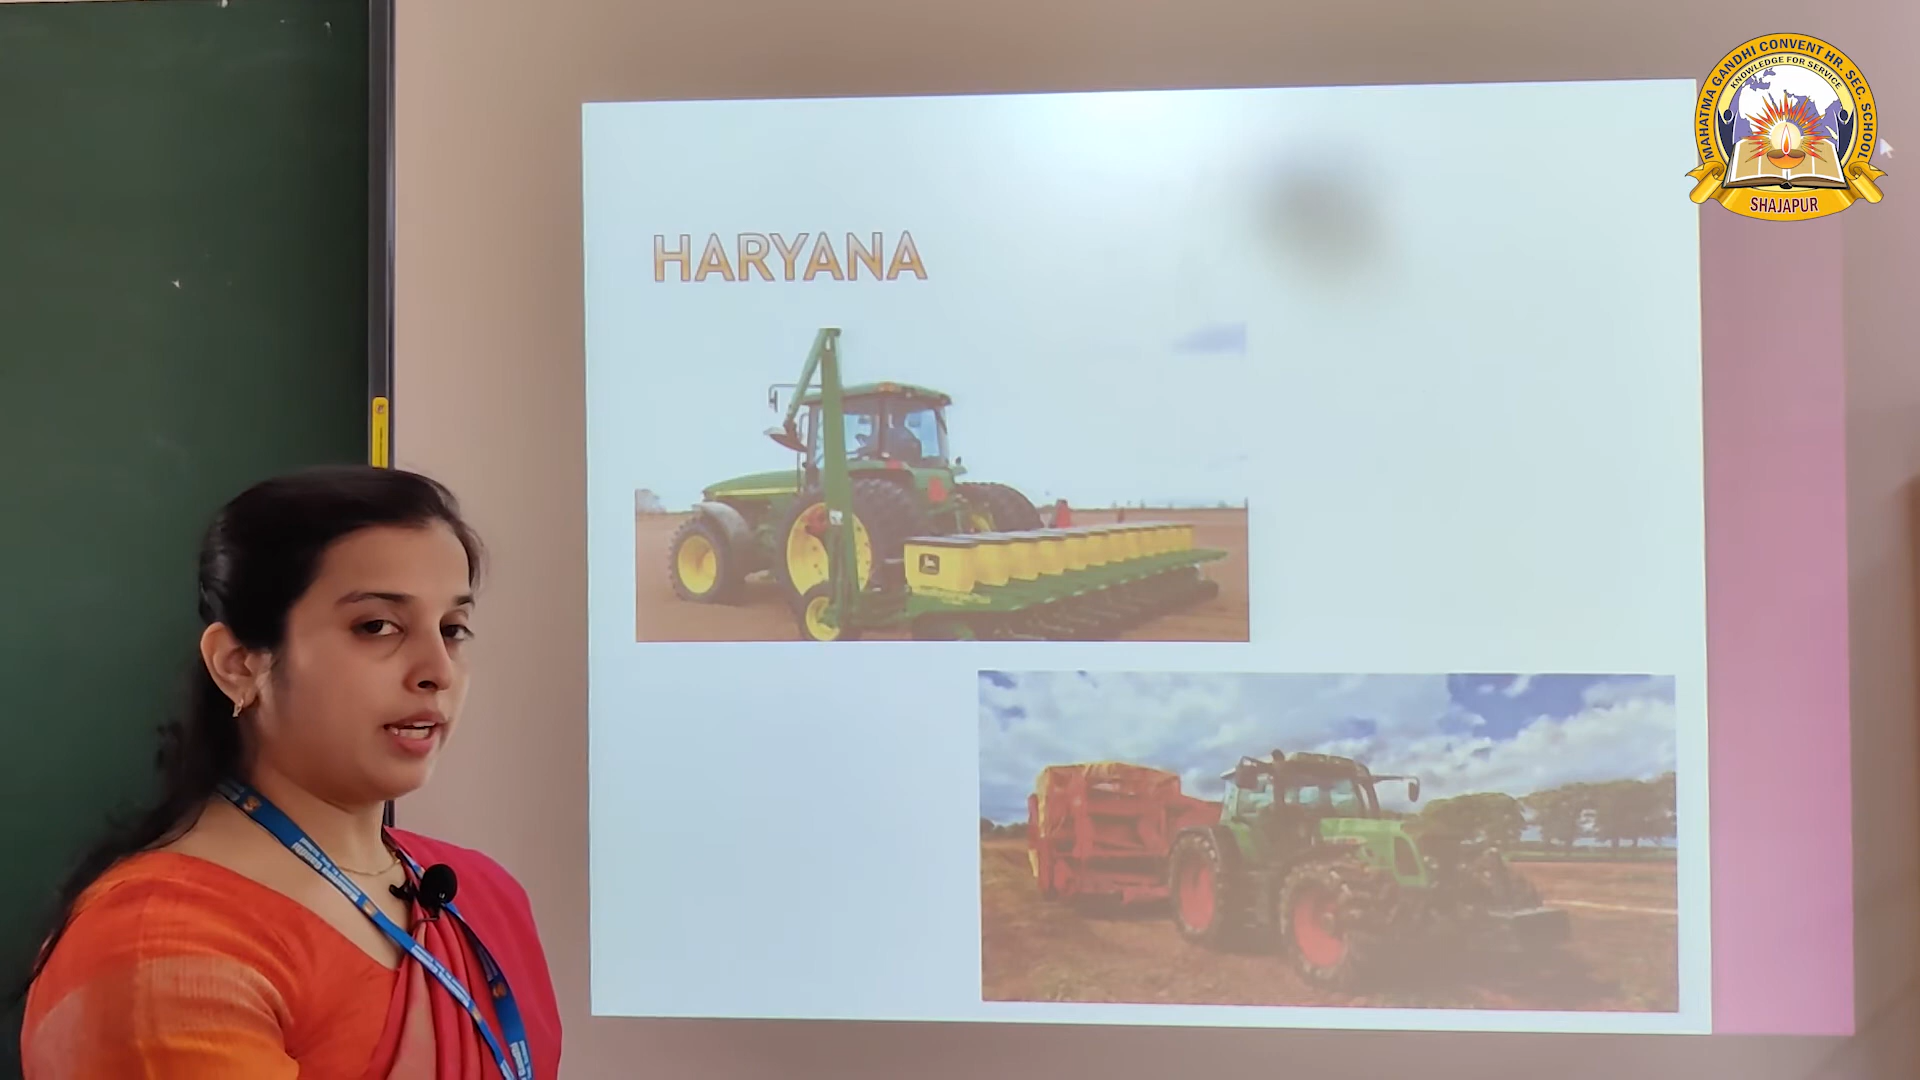 MAHATMA GANDHI CONVENT HR. SEC. SCHOOL
KNOWLEDGE FOR SERVICE
SHAJAPUR
HARYANA